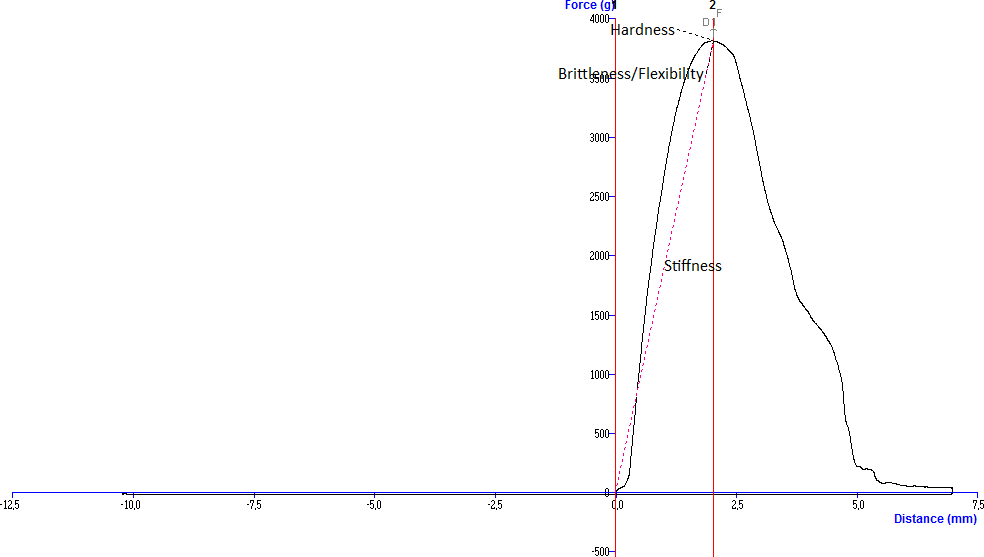 Force (g) 1 2
F
4000 D
Hardness
Brittleness/Flexibility
3500
3000
2500
2000
Stiffness
1500
1000
500
0
-12,5 -10,0 -7,5 -5,0 -2,5 0,0 2,5 5,0 7,5
Distance (mm)
-500